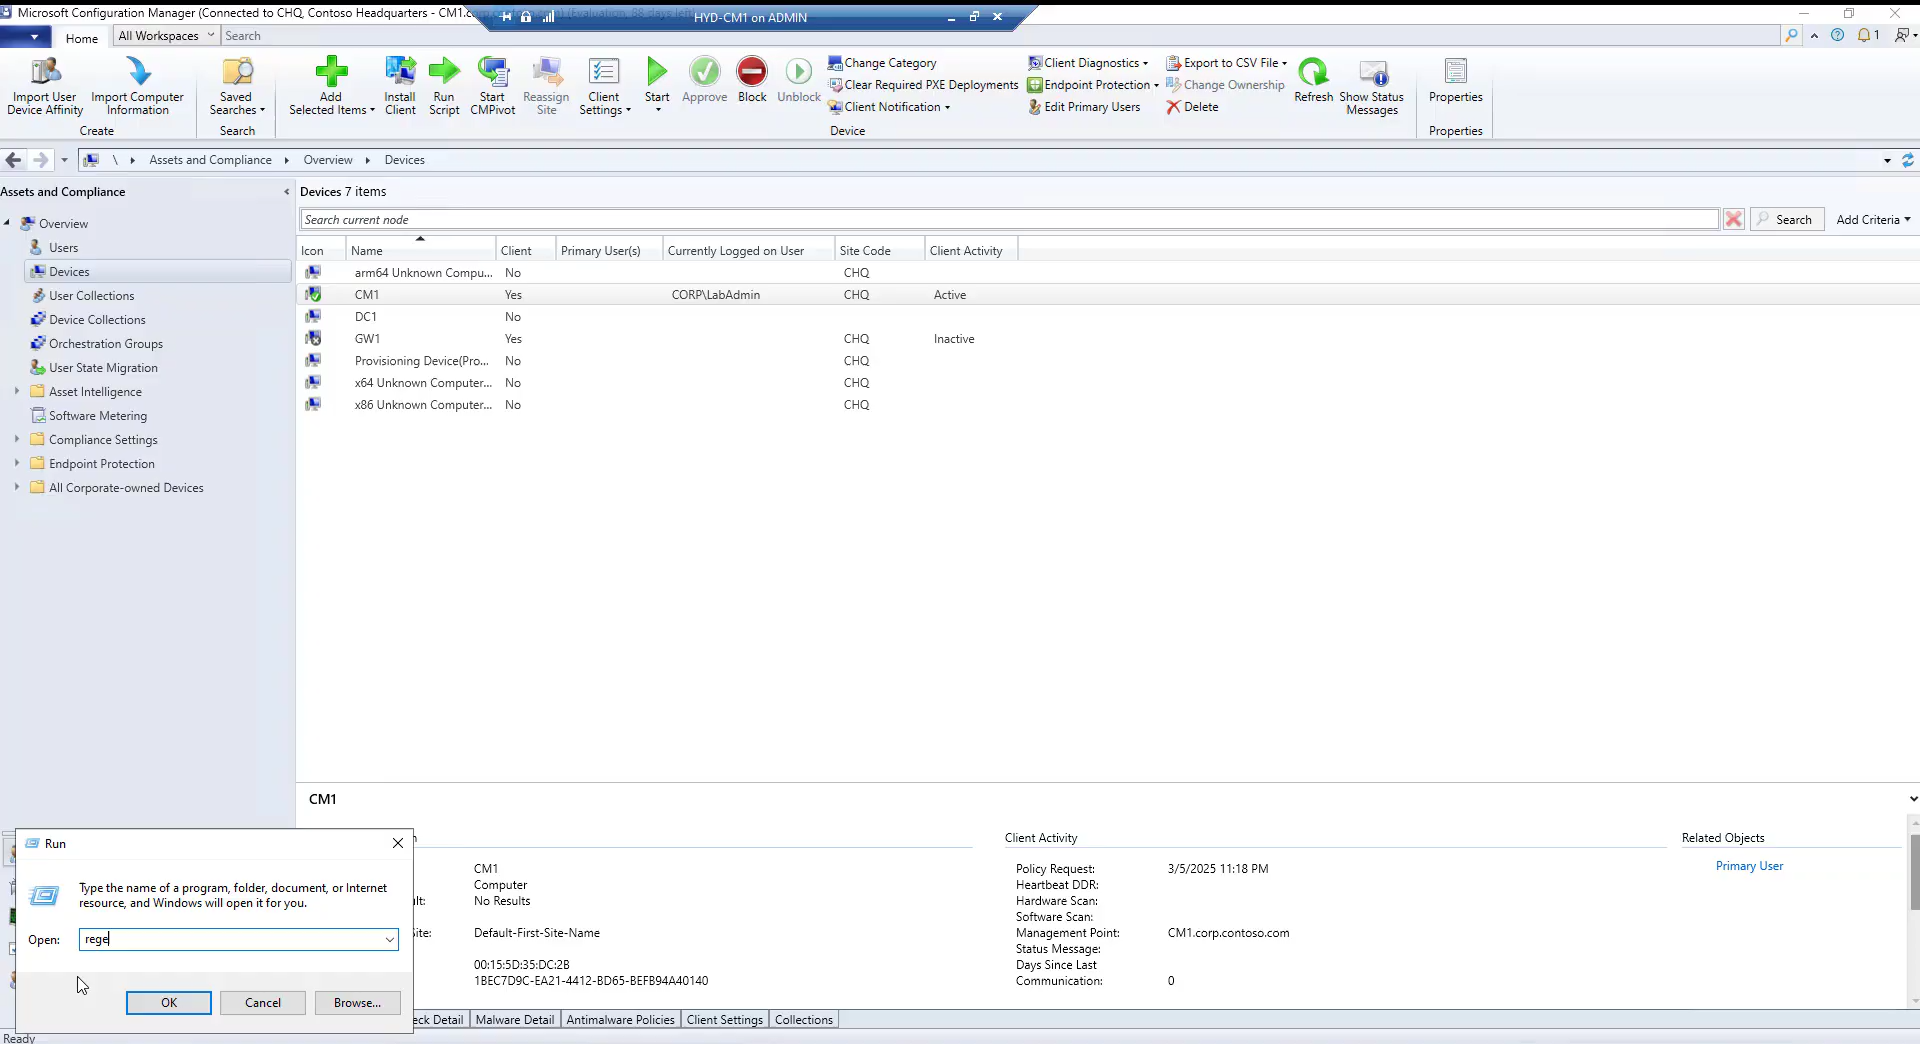 Microsoft Configuration Manager (Connected to CHQ, Contoso Headquarters - CM1.
HYD-CM1 on ADMIN
Home
All Workspaces
Search
1
Import User
Device Affinity
Import Computer
Information
Create
Saved
Searches
Search
Add
Selected Items
Install
Client
Run
Script
Start
CMPivot
Reassign
Site
Client
Settings
Start
Approve
Block
Unblock
Change Category
Clear Required PXE Deployments
Client Notification
Client Diagnostics
Endpoint Protection
Edit Primary Users
Export to CSV File
Change Ownership
Delete
Device
Refresh
Show Status
Messages
Properties
Properties
\ Assets and Compliance Overview Devices
Assets and Compliance
Overview
Users
Devices
User Collections
Device Collections
Orchestration Groups
User State Migration
Asset Intelligence
Software Metering
Compliance Settings
Endpoint Protection
All Corporate-owned Devices
Devices 7 items
Search current node
Search
Add Criteria
Icon Name Client Primary User(s) Currently Logged on User Site Code Client Activity
arm64 Unknown Compu... No CHQ
CM1 Yes CORP\LabAdmin CHQ Active
DC1 No
GW1 Yes CHQ Inactive
Provisioning Device(Pro... No CHQ
x64 Unknown Computer... No CHQ
x86 Unknown Computer... No CHQ
CM1
CM1
Computer
No Results
Default-First-Site-Name
00:15:5D:35:DC:2B
1BEC7D9C-EA21-4412-BD65-BEFB94A40140
Client Activity
Policy Request: 3/5/2025 11:18 PM
Heartbeat DDR:
Hardware Scan:
Software Scan:
Management Point: CM1.corp.contoso.com
Status Message:
Days Since Last
Communication: 0
Related Objects
Primary User
Run
Type the name of a program, folder, document, or Internet
resource, and Windows will open it for you.
Open: rege
OK
Cancel
Browse...
eck Detail
Malware Detail
Antimalware Policies
Client Settings
Collections
Ready